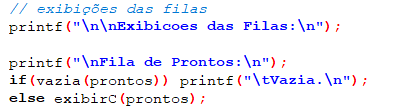 // exibições das filas
printf("\n\nExibicoes das Filas:\n");
printf("\nFila de Prontos:\n");
if(vazia(prontos)) printf("\tVazia.\n");
else exibirC(prontos);